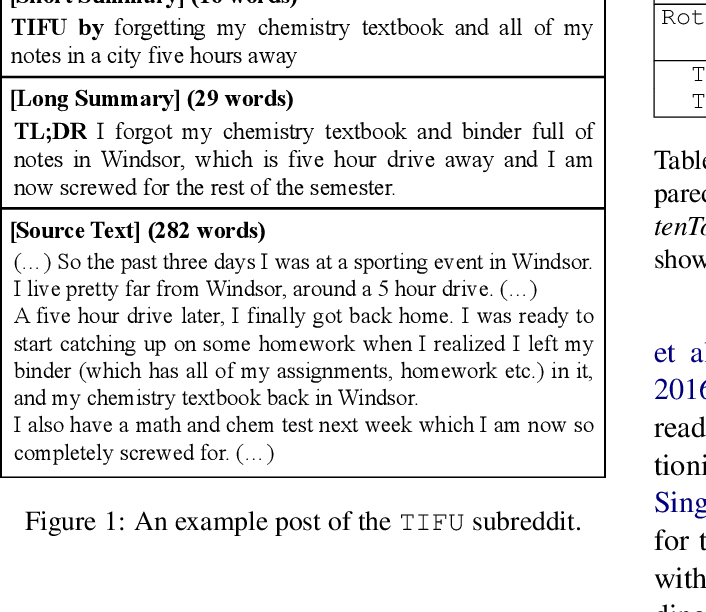 [Short Summary] (16 words)
TIFU by forgetting my chemistry textbook and all of my
notes in a city five hours away
[Long Summary] (29 words)
TL;DR I forgot my chemistry textbook and binder full of
notes in Windsor, which is five hour drive away and I am
now screwed for the rest of the semester.
[Source Text] (282 words)
(...) So the past three days I was at a sporting event in Windsor.
I live pretty far from Windsor, around a 5 hour drive. (...)
A five hour drive later, I finally got back home. I was ready to
start catching up on some homework when I realized I left my
binder (which has all of my assignments, homework etc.) in it,
and my chemistry textbook back in Windsor.
I also have a math and chem test next week which I am now so
completely screwed for. (...)
Figure 1: An example post of the TIFU subreddit.
Rot
T
T
Table
pared
tenTo
show
et al
2016
read
tioni
Sing
for t
with